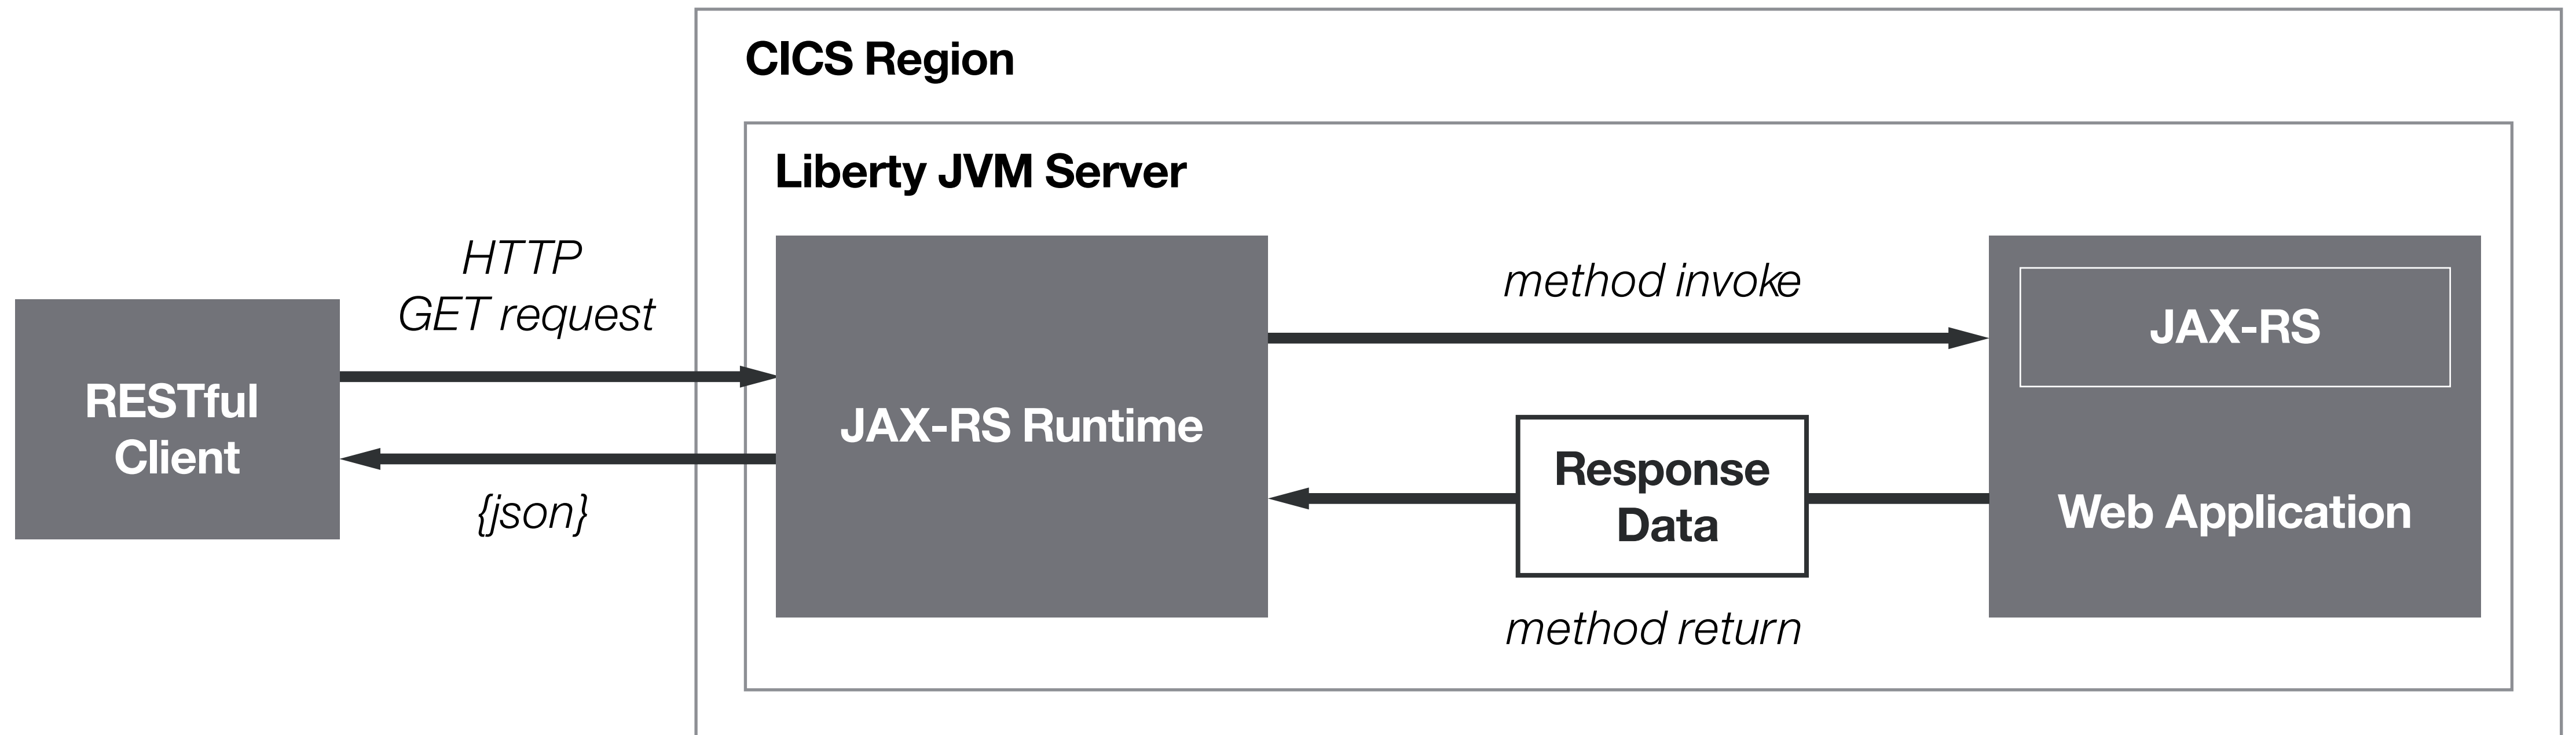 CICS Region
Liberty JVM Server
HTTP
GET request
RESTful
Client
{json}
JAX-RS Runtime
method invoke
Response
Data
method return
JAX-RS
Web Application